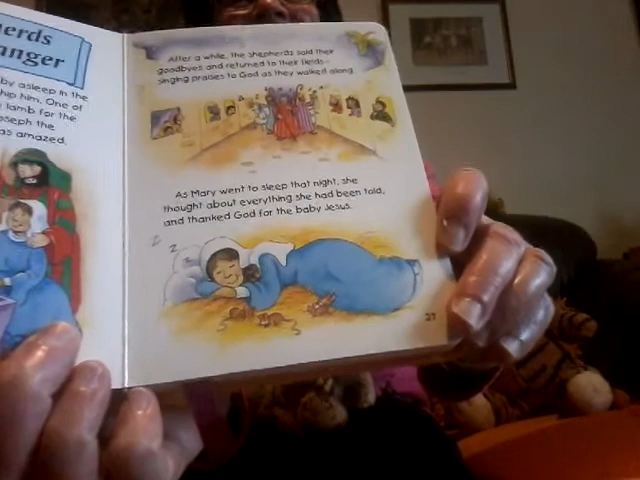 herds
anger
by asleep in the
hip him. One of
lamb for the
oseph the
as amazed.
After a while, the shepherds said their
goodbyes and returned to their fields-
singing praises to God as they walked along.
As Mary went to sleep that night, she
thought about everything she had been told,
and thanked God for the baby Jesus.
z z z
27